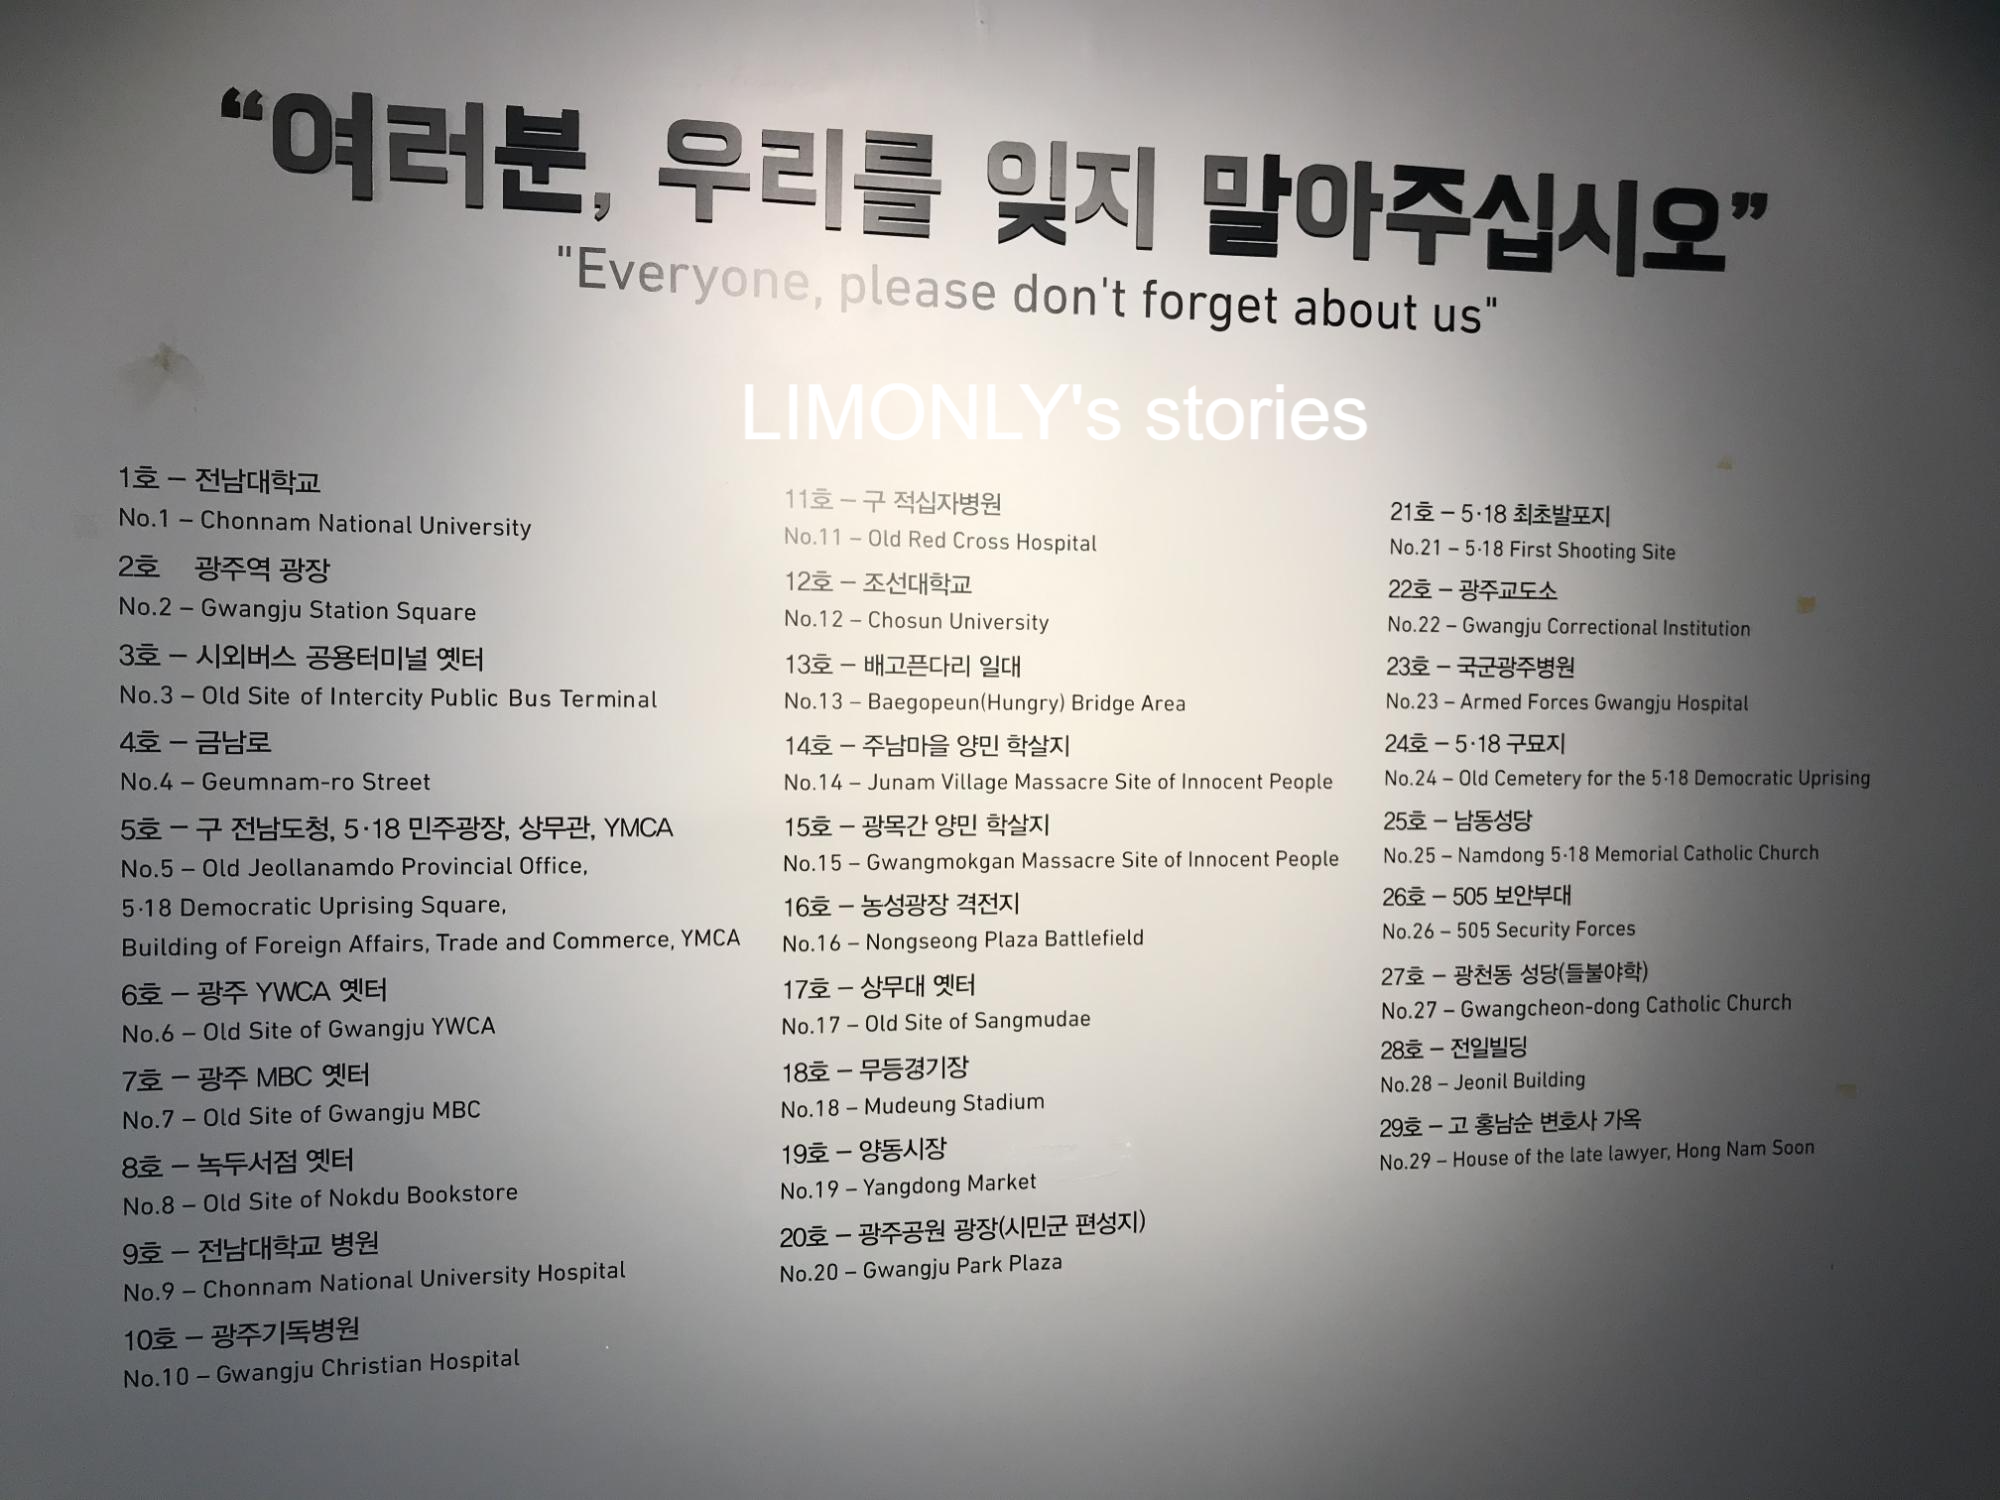 “여러분, 우리를 잊지 말아주십시오”
"Everyone, please don't forget about us"
LIMONLY's stories
1호 – 전남대학교
No.1 – Chonnam National University
2호 광주역 광장
No.2 – Gwangju Station Square
3호 – 시외버스 공용터미널 옛터
No.3 – Old Site of Intercity Public Bus Terminal
4호 – 금남로
No.4 – Geumnam-ro Street
5호 – 구 전남도청, 5·18 민주광장, 상무관, YMCA
No.5 – Old Jeollanamdo Provincial Office,
5·18 Democratic Uprising Square,
Building of Foreign Affairs, Trade and Commerce, YMCA
6호 – 광주 YWCA 옛터
No.6 – Old Site of Gwangju YWCA
7호 – 광주 MBC 옛터
No.7 – Old Site of Gwangju MBC
8호 – 녹두서점 옛터
No.8 – Old Site of Nokdu Bookstore
9호 – 전남대학교 병원
No.9 – Chonnam National University Hospital
10호 – 광주기독병원
No.10 – Gwangju Christian Hospital
11호 – 구 적십자병원
No.11 – Old Red Cross Hospital
12호 – 조선대학교
No.12 – Chosun University
13호 – 배고픈다리 일대
No.13 – Baegopeun(Hungry) Bridge Area
14호 – 주남마을 양민 학살지
No.14 – Junam Village Massacre Site of Innocent People
15호 – 광목간 양민 학살지
No.15 – Gwangmokgan Massacre Site of Innocent People
16호 – 농성광장 격전지
No.16 – Nongseong Plaza Battlefield
17호 – 상무대 옛터
No.17 – Old Site of Sangmudae
18호 – 무등경기장
No.18 – Mudeung Stadium
19호 – 양동시장
No.19 – Yangdong Market
20호 – 광주공원 광장(시민군 편성지)
No.20 – Gwangju Park Plaza
21호 – 5·18 최초발포지
No.21 – 5·18 First Shooting Site
22호 – 광주교도소
No.22 – Gwangju Correctional Institution
23호 – 국군광주병원
No.23 – Armed Forces Gwangju Hospital
24호 – 5·18 구묘지
No.24 – Old Cemetery for the 5·18 Democratic Uprising
25호 – 남동성당
No.25 – Namdong 5·18 Memorial Catholic Church
26호 – 505 보안부대
No.26 – 505 Security Forces
27호 – 광천동 성당(들불야학)
No.27 – Gwangcheon-dong Catholic Church
28호 – 전일빌딩
No.28 – Jeonil Building
29호 – 고 홍남순 변호사 가옥
No.29 – House of the late lawyer, Hong Nam Soon